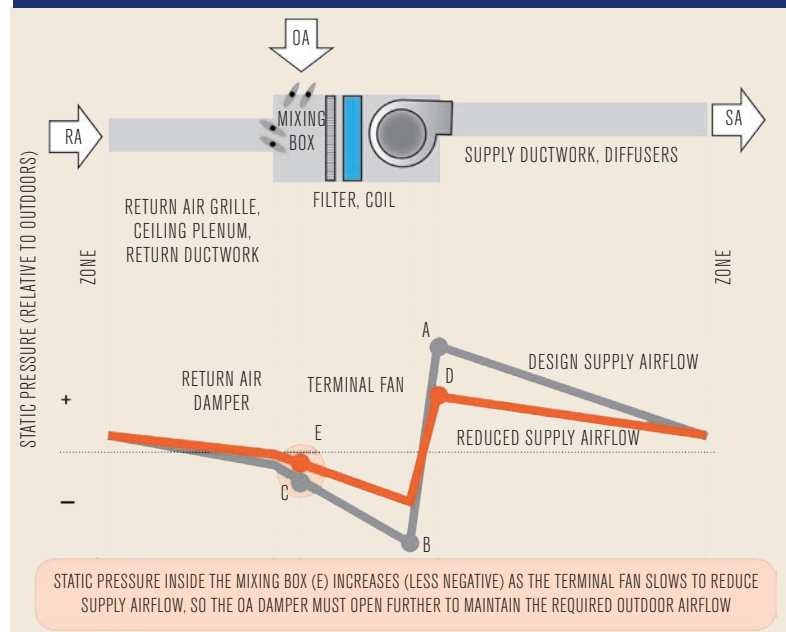 OA
RA
MIXING
BOX
SA
SUPPLY DUCTWORK, DIFFUSERS
FILTER, COIL
RETURN AIR GRILLE,
CEILING PLENUM,
RETURN DUCTWORK
STATIC PRESSURE (RELATIVE TO OUTDOORS)
ZONE
ZONE
A
DESIGN SUPPLY AIRFLOW
RETURN AIR
DAMPER
TERMINAL FAN
D
+
E
REDUCED SUPPLY AIRFLOW
C
–
B
STATIC PRESSURE INSIDE THE MIXING BOX (E) INCREASES (LESS NEGATIVE) AS THE TERMINAL FAN SLOWS TO REDUCE
SUPPLY AIRFLOW, SO THE OA DAMPER MUST OPEN FURTHER TO MAINTAIN THE REQUIRED OUTDOOR AIRFLOW